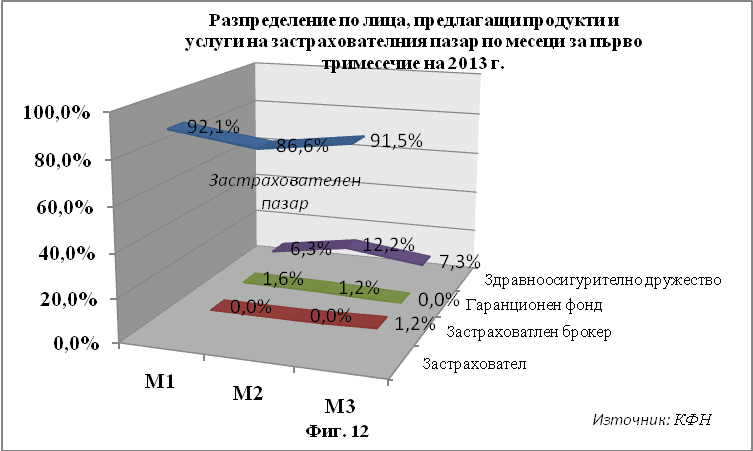 Разпределение по лица, предлагащи продукти и
услуги на застрахователния пазар по месеци за първо
тримесечие на 2013 г.
100,0%
80,0%
60,0%
40,0%
20,0%
0,0%
92,1%
86,6%
91,5%
Застрахователен
пазар
6,3%
12,2%
7,3%
1,6%
1,2%
0,0%
0,0%
0,0%
1,2%
Здравноосигурително дружество
Гаранционен фонд
Застраховатлен брокер
Застраховател
М1
М2
М3
Фиг. 12
Източник: КФН